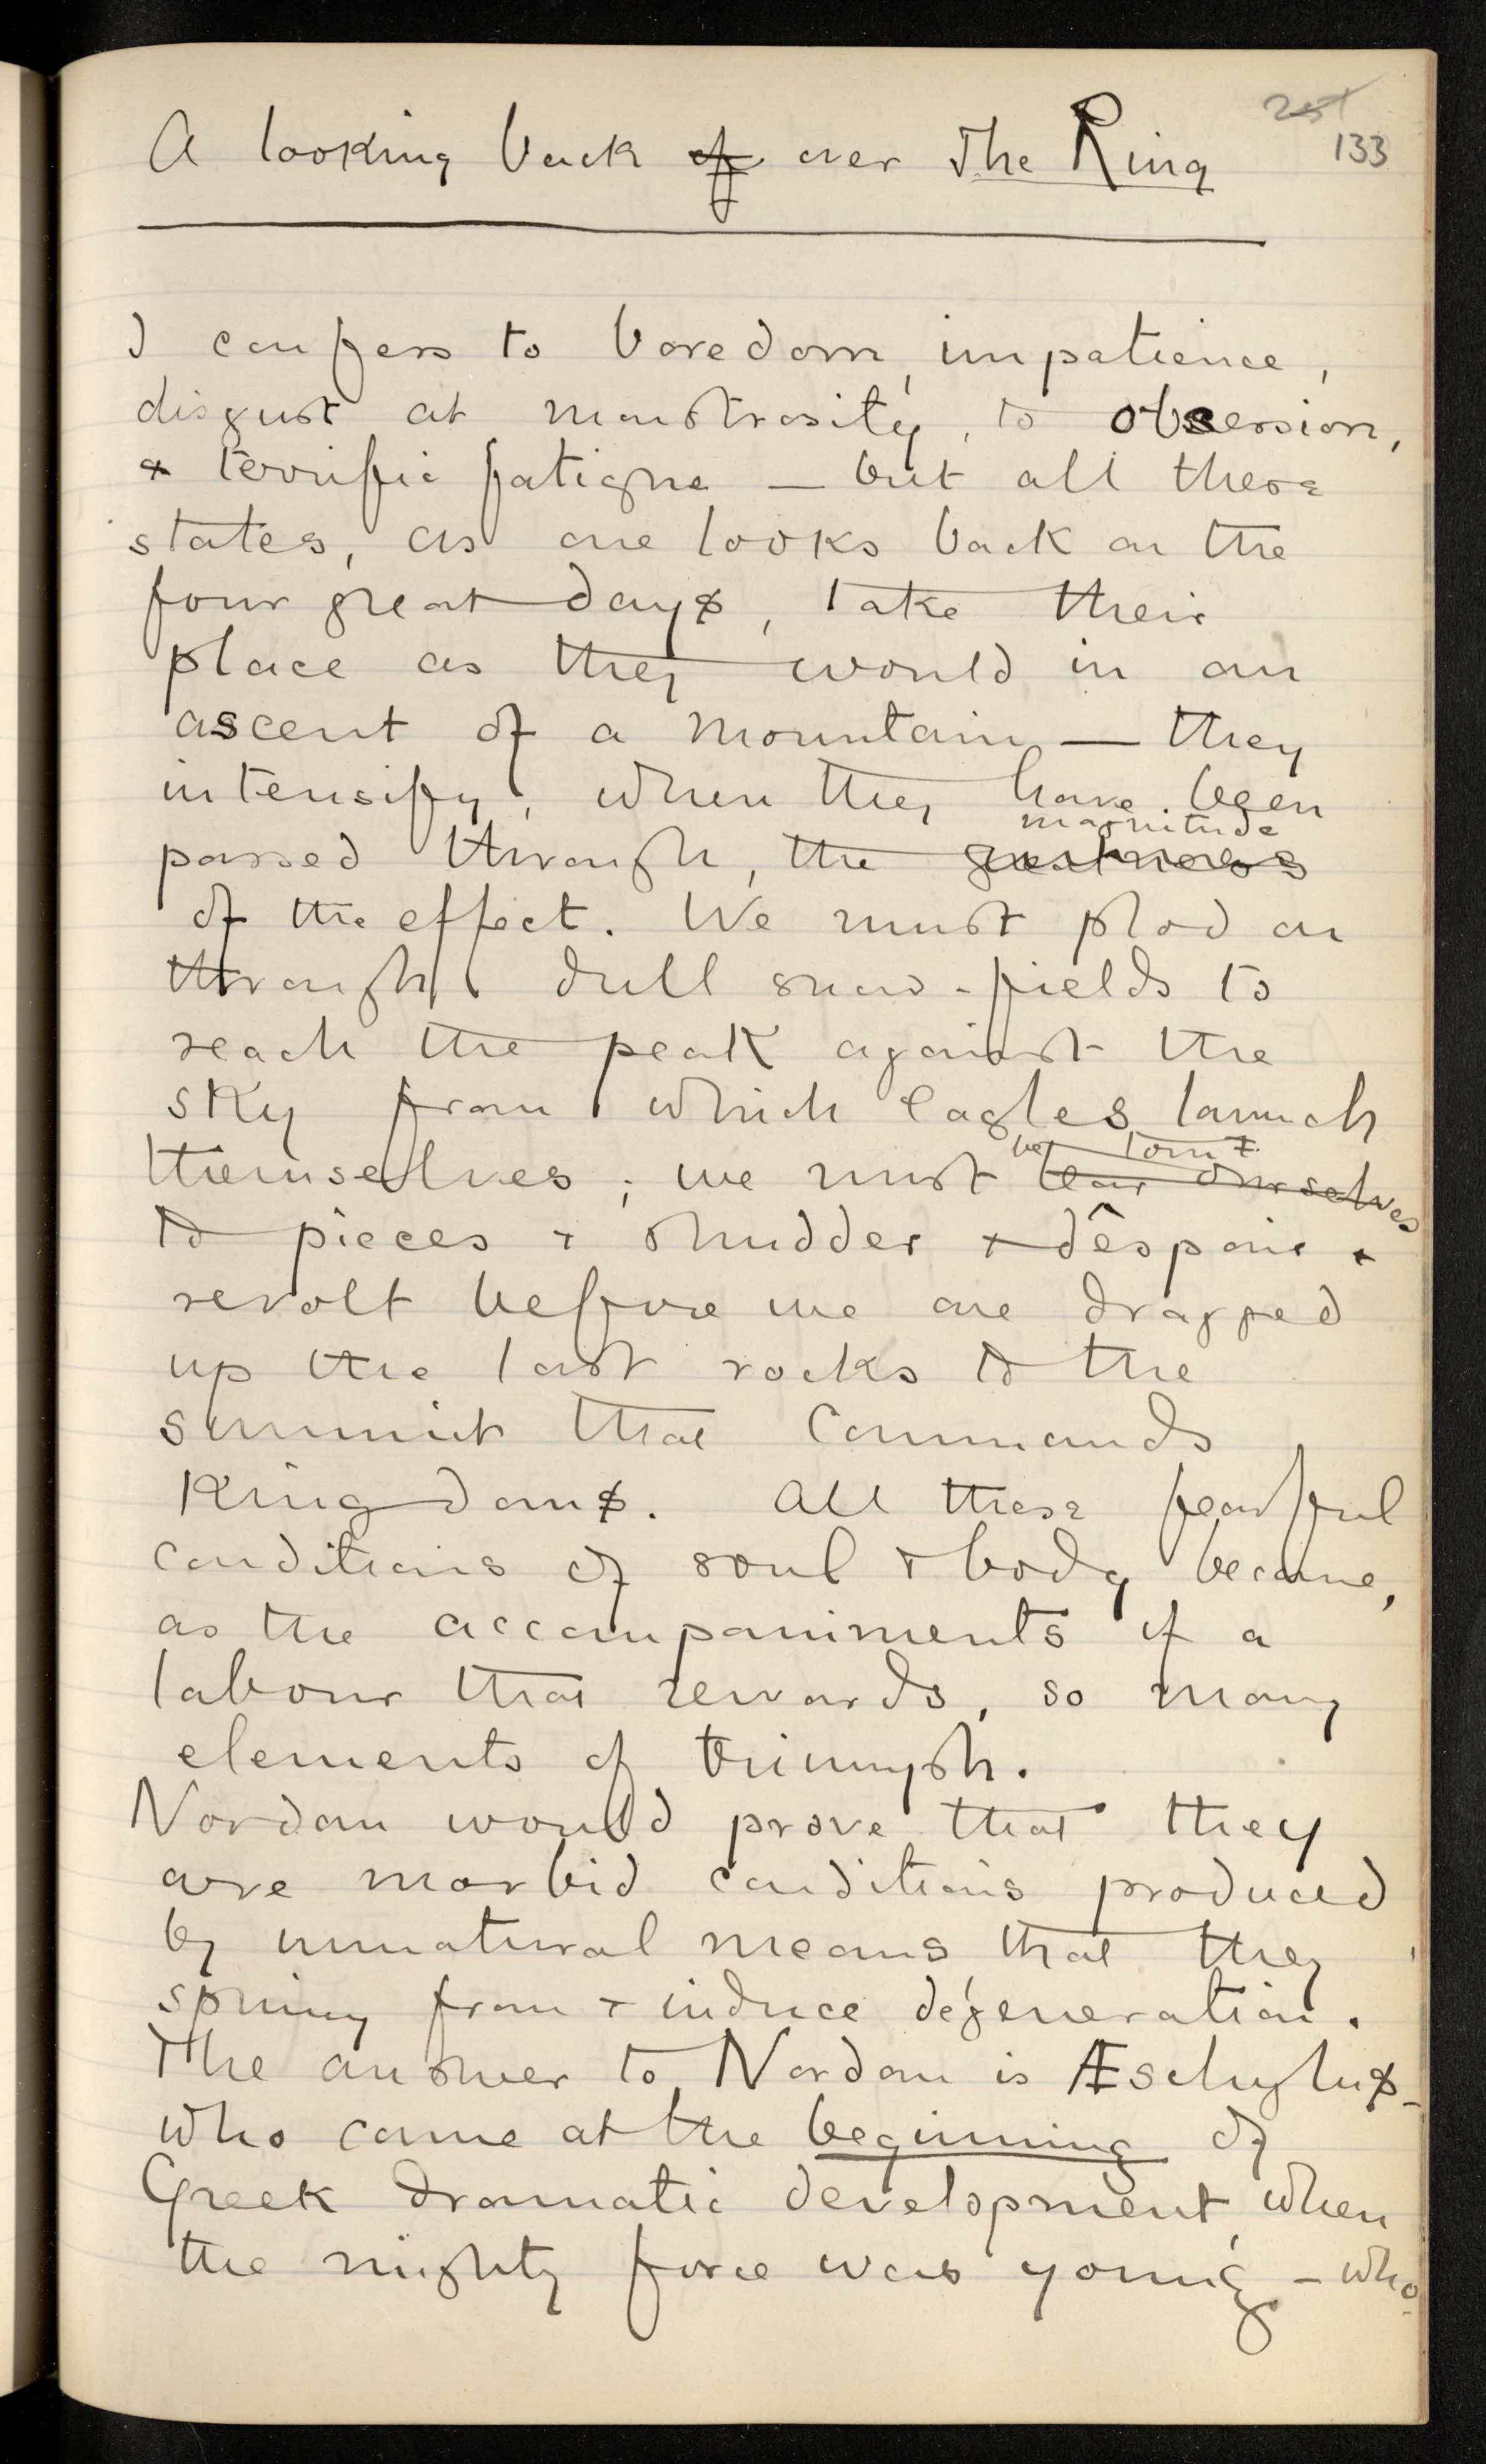 251
133
A looking back of over The Ring
I confess to boredom, impatience,
disgust at monstrosity, to obsession,
& terrific fatigue — but all these
states, as one looks back on the
four great days, take their
place as they would in an
ascent of a mountain — they
intensify, when they have been
magnitude
passed through, the greatness
of the effect. We must plod on
through dull snow-fields to
reach the peak against the
sky from which eagles launch
be torn
themselves; we must tear ourselves
to pieces & shudder & despair &
revolt before we are dragged
up the last rocks to the
summit that commands
Kingdoms. All these fearful
conditions of soul & body become,
as the accompaniments of a
labour that rewards, so many
elements of triumph.
Nordau would prove that they
are morbid conditions produced
by unnatural means that they
spring from & induce degeneration.
The answer to Nordau is Æschylus –
who came at the beginning of
Greek dramatic development, when
the mighty force was young – who